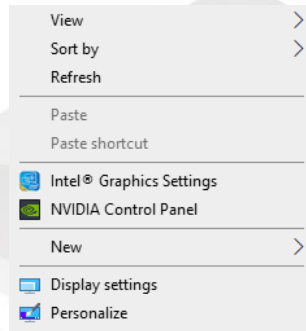 View
Sort by
Refresh
Paste
Paste shortcut
Intel® Graphics Settings
NVIDIA Control Panel
New
Display settings
Personalize